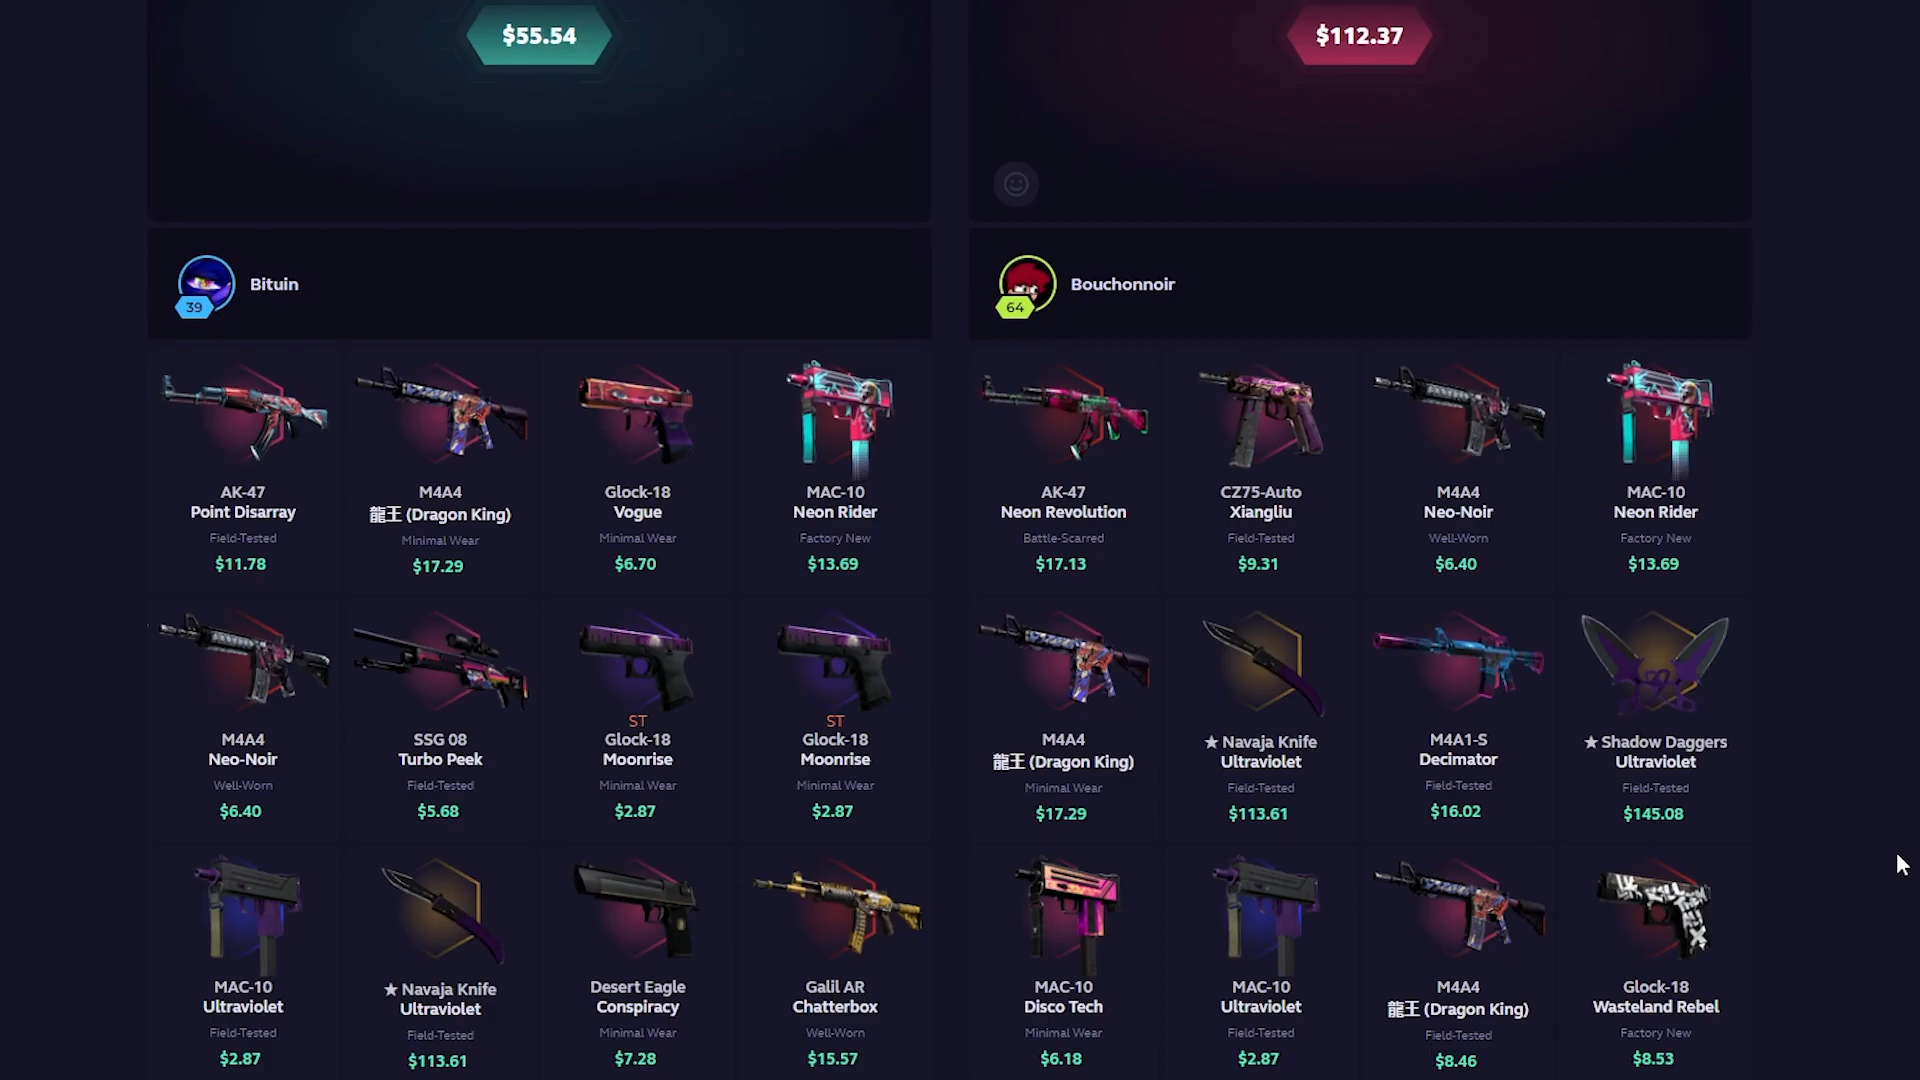 $55.54
$112.37
39
Bituin
64
Bouchonnoir
AK-47
Point Disarray
Field-Tested
$11.78
M4A4
龍王 (Dragon King)
Minimal Wear
$17.29
Glock-18
Vogue
Minimal Wear
$6.70
MAC-10
Neon Rider
Factory New
$13.69
AK-47
Neon Revolution
Battle-Scarred
$17.13
CZ75-Auto
Xiangliu
Field-Tested
$9.31
M4A4
Neo-Noir
Well-Worn
$6.40
MAC-10
Neon Rider
Factory New
$13.69
M4A4
Neo-Noir
Well-Worn
$6.40
SSG 08
Turbo Peek
Field-Tested
$5.68
ST
Glock-18
Moonrise
Minimal Wear
$2.87
ST
Glock-18
Moonrise
Minimal Wear
$2.87
M4A4
龍王 (Dragon King)
Minimal Wear
$17.29
★ Navaja Knife
Ultraviolet
Field-Tested
$113.61
M4A1-S
Decimator
Field-Tested
$16.02
★ Shadow Daggers
Ultraviolet
Field-Tested
$145.08
MAC-10
Ultraviolet
Field-Tested
$2.87
★ Navaja Knife
Ultraviolet
Field-Tested
$113.61
Desert Eagle
Conspiracy
Minimal Wear
$7.28
Galil AR
Chatterbox
Well-Worn
$15.57
MAC-10
Disco Tech
Minimal Wear
$6.18
MAC-10
Ultraviolet
Field-Tested
$2.87
M4A4
龍王 (Dragon King)
Field-Tested
$8.46
Glock-18
Wasteland Rebel
Factory New
$8.53